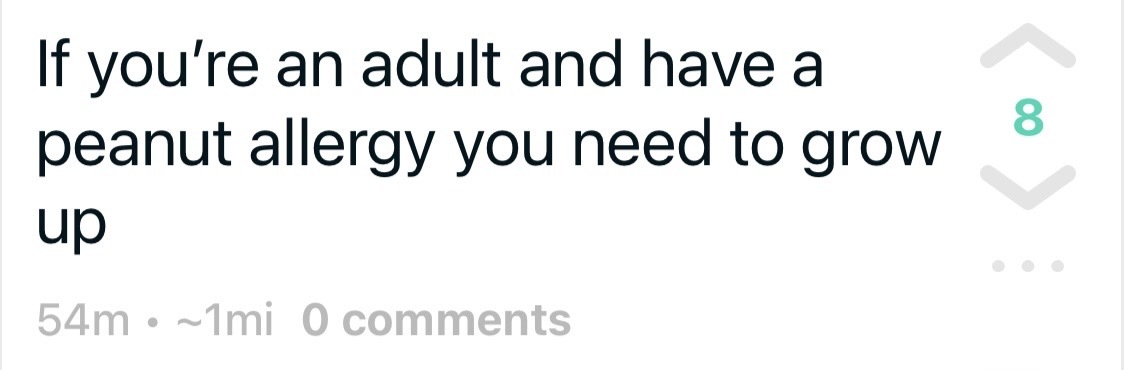 If you’re an adult and have a
peanut allergy you need to grow
up
8
54m • ~1mi 0 comments